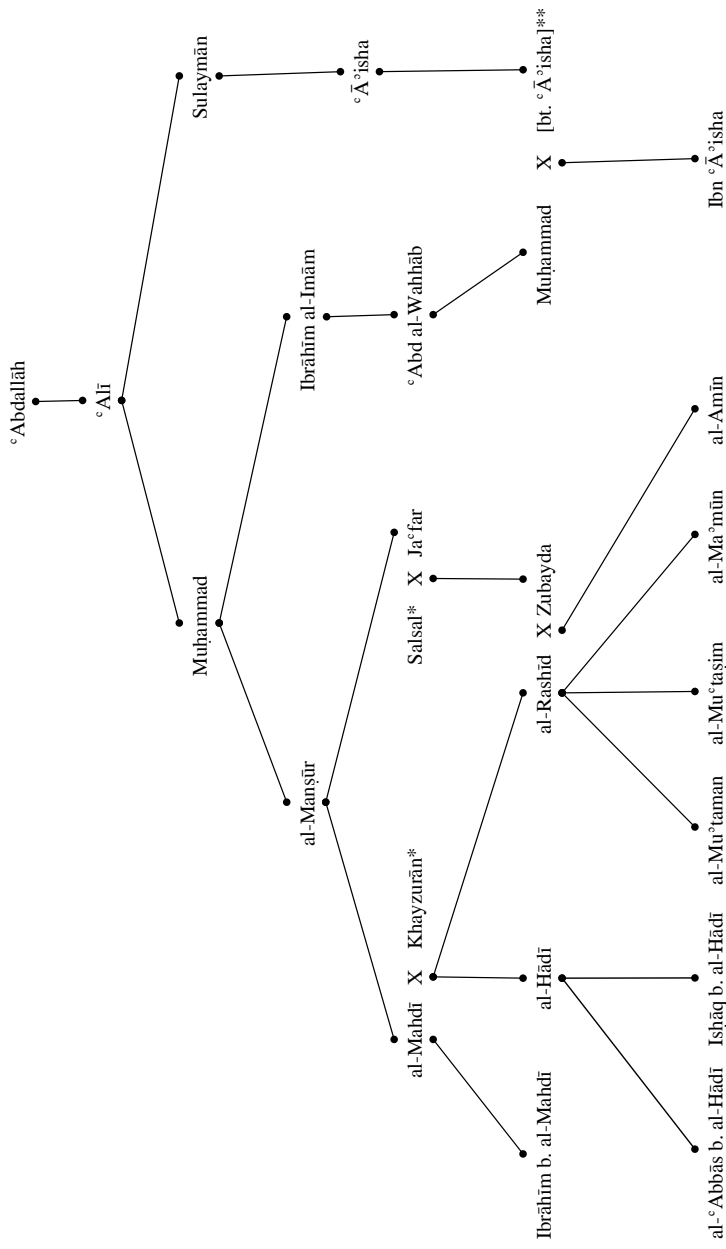 ʿAbdallāh
ʿAlī
Muḥammad Sulaymān
al-Manṣūr Ibrāhīm al-Imām
ʿĀʾisha
al-Mahdī X Khayzurān* Salsal* X Jaʿfar ʿAbd al-Wahhāb
Ibrāhīm b. al-Mahdī al-Hādī al-Rashīd X Zubayda Muḥammad X [bt. ʿĀʾisha]**
al-ʿAbbās b. al-Hādī Isḥāq b. al-Hādī al-Muʾtaman al-Muʿtaṣim al-Maʾmūn al-Amīn Ibn ʿĀʾisha